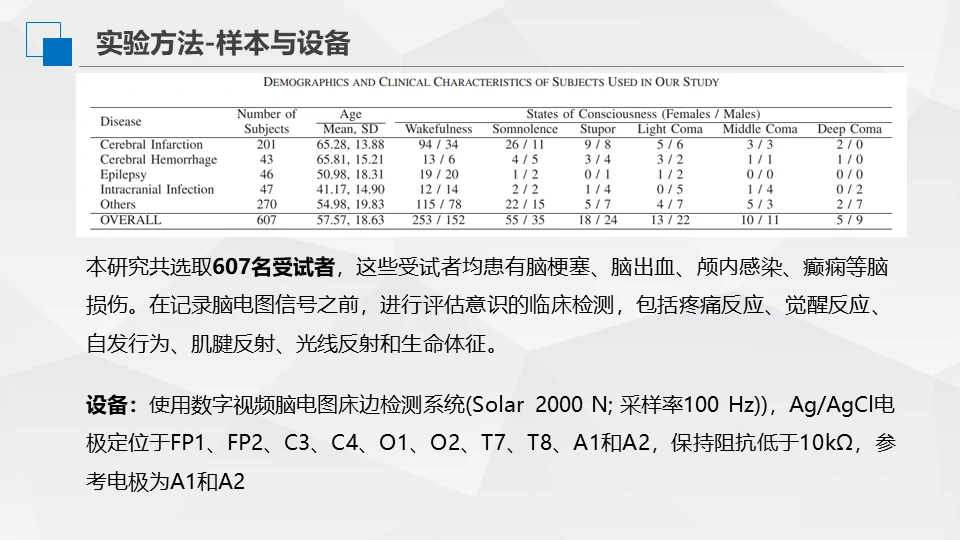 实验方法-样本与设备
DEMOGRAPHICS AND CLINICAL CHARACTERISTICS OF SUBJECTS USED IN OUR STUDY
Disease Number of Subjects Age States of Consciousness (Females / Males)
Mean, SD Wakefulness Somnolence Stupor Light Coma Middle Coma Deep Coma
Cerebral Infarction 201 65.28, 13.88 94 / 34 26 / 11 9 / 8 5 / 6 3 / 3 2 / 0
Cerebral Hemorrhage 43 65.81, 15.21 13 / 6 4 / 5 3 / 4 3 / 2 1 / 1 1 / 0
Epilepsy 46 50.98, 18.31 19 / 20 1 / 2 0 / 1 1 / 2 0 / 0 0 / 0
Intracranial Infection 47 41.17, 14.90 12 / 14 2 / 2 1 / 4 0 / 5 1 / 4 0 / 2
Others 270 54.98, 19.83 115 / 78 22 / 15 5 / 7 4 / 7 5 / 3 2 / 7
OVERALL 607 57.57, 18.63 253 / 152 55 / 35 18 / 24 13 / 22 10 / 11 5 / 9
本研究共选取607名受试者，这些受试者均患有脑梗塞、脑出血、颅内感染、癫痫等脑
损伤。在记录脑电图信号之前，进行评估意识的临床检测，包括疼痛反应、觉醒反应、
自发行为、肌腱反射、光线反射和生命体征。
设备：使用数字视频脑电图床边检测系统(Solar 2000 N; 采样率100 Hz))，Ag/AgCl电
极定位于FP1、FP2、C3、C4、O1、O2、T7、T8、A1和A2，保持阻抗低于10kΩ，参
考电极为A1和A2